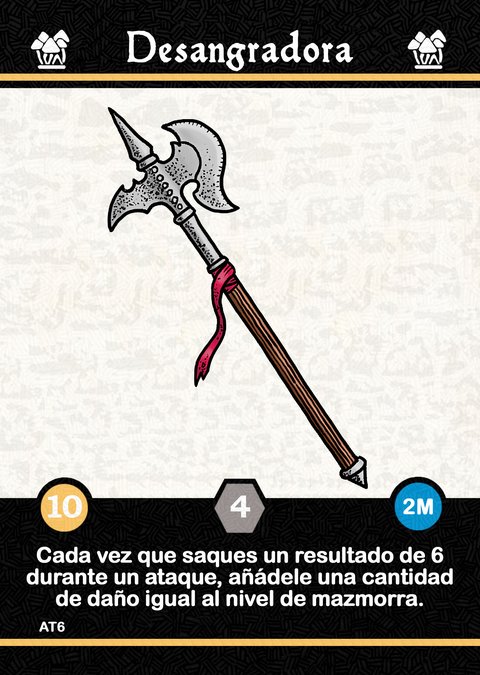 Desangradora
10
4
2M
Cada vez que saques un resultado de 6
durante un ataque, añádele una cantidad
de daño igual al nivel de mazmorra.
AT6